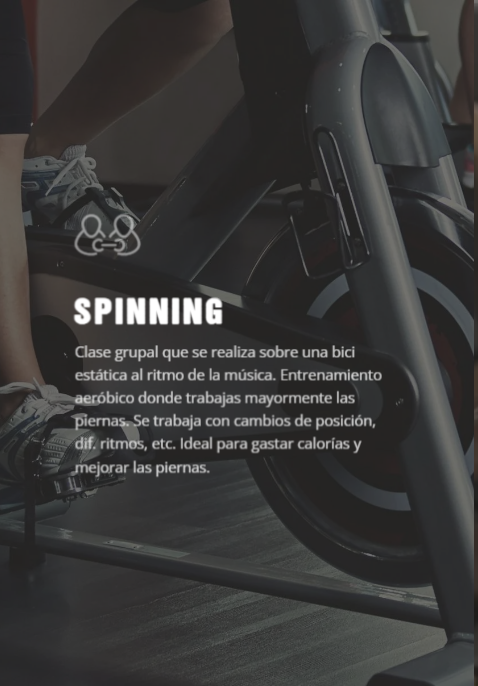 SPINNING
Clase grupal que se realiza sobre una bici
estática al ritmo de la música. Entrenamiento
aeróbico donde trabajas mayormente las
piernas. Se trabaja con cambios de posición,
dif. ritmos, etc. Ideal para gastar calorías y
mejorar las piernas.